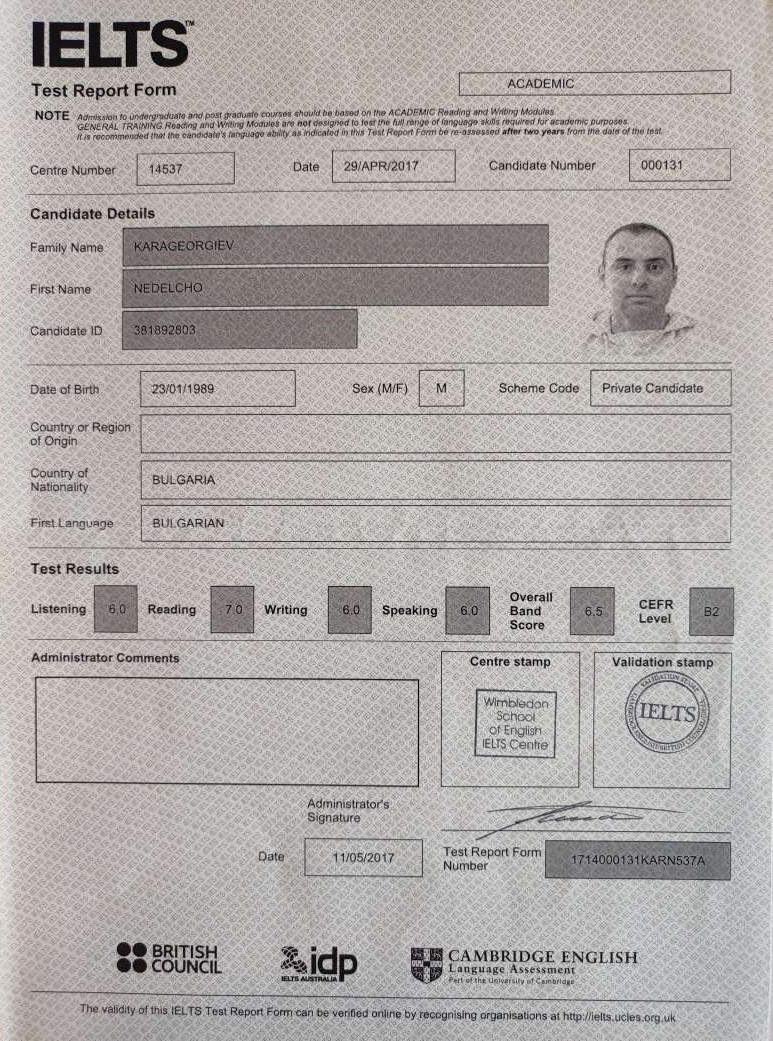 IELTS™
Test Report Form
ACADEMIC
NOTE Admission to undergraduate and post graduate courses should be based on the ACADEMIC Reading and Writing Modules.
GENERAL TRAINING Reading and Writing Modules are not designed to test the full range of language skills required for academic purposes.
It is recommended that the candidate's language ability as indicated in this Test Report Form be re-assessed after two years from the date of the test.
Centre Number 14537 Date 29/APR/2017 Candidate Number 000131
Candidate Details
Family Name KARAGEORGIEV
First Name NEDELCHO
Candidate ID 381892803
Date of Birth 23/01/1989 Sex (M/F) M Scheme Code Private Candidate
Country or Region
of Origin
Country of
Nationality BULGARIA
First Language BULGARIAN
Test Results
Listening 6.0 Reading 7.0 Writing 6.0 Speaking 6.0 Overall Band Score 6.5 CEFR Level B2
Administrator Comments
Centre stamp
Wimbledon
School
of English
IELTS Centre
Validation stamp
VALIDATION STAMP
IELTS
Administrator's
Signature
Date 11/05/2017
Test Report Form
Number 1714000131KARN537A
BRITISH
COUNCIL
idp
IELTS AUSTRALIA
CAMBRIDGE ENGLISH
Language Assessment
Part of the University of Cambridge
The validity of this IELTS Test Report Form can be verified online by recognising organisations at http://ielts.ucles.org.uk